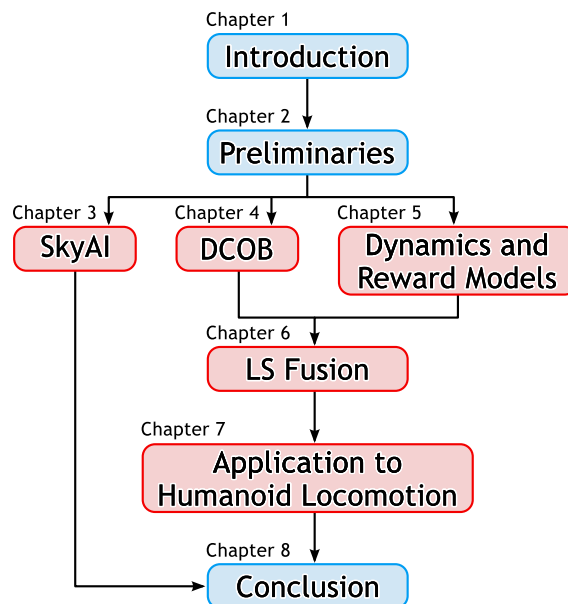 Chapter 1
Introduction
Chapter 2
Preliminaries
Chapter 3
SkyAI
Chapter 4
DCOB
Chapter 5
Dynamics and
Reward Models
Chapter 6
LS Fusion
Chapter 7
Application to
Humanoid Locomotion
Chapter 8
Conclusion